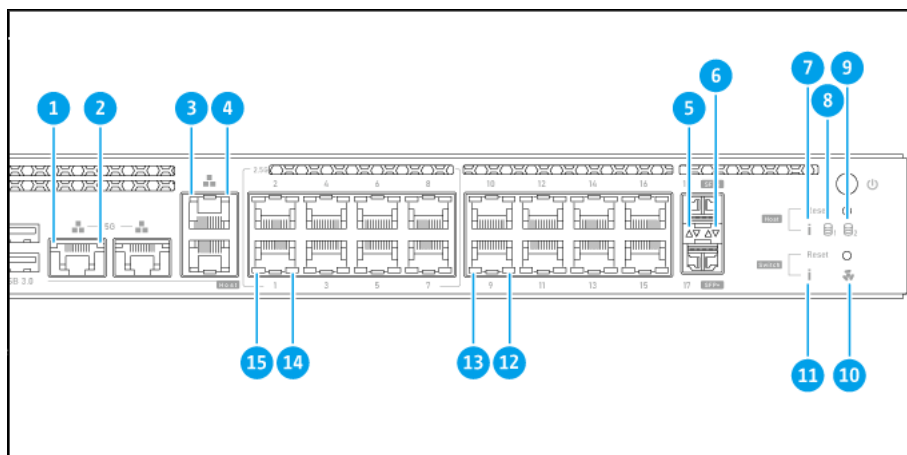 7 9
6
8
1 2 3 4 5
2.5G
2 4 6 8 10 12 14 16
Reset
Host
1 2
5G
Reset
Switch
SB 3.0
Host
1 3 5 7 9 11 13 15 17 SFP+
15 14 13 12 11 10